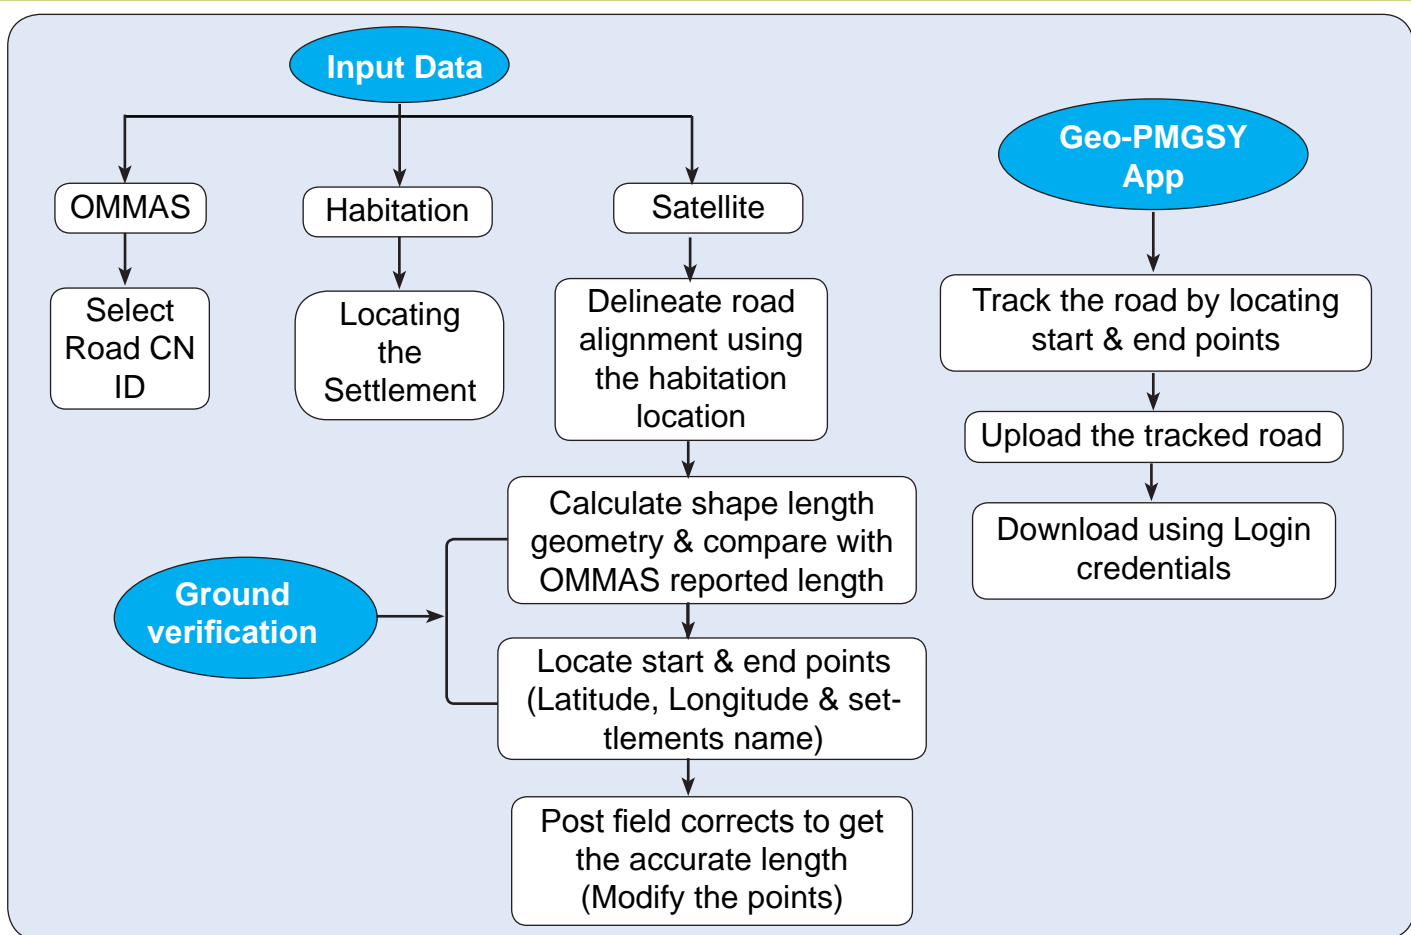 Input Data
OMMAS
Habitation
Satellite
Select
Road CN
ID
Locating
the
Settlement
Delineate road
alignment using
the habitation
location
Calculate shape length
geometry & compare with
OMMAS reported length
Ground
verification
Locate start & end points
(Latitude, Longitude & set-
tlements name)
Post field corrects to get
the accurate length
(Modify the points)
Geo-PMGSY
App
Track the road by locating
start & end points
Upload the tracked road
Download using Login
credentials